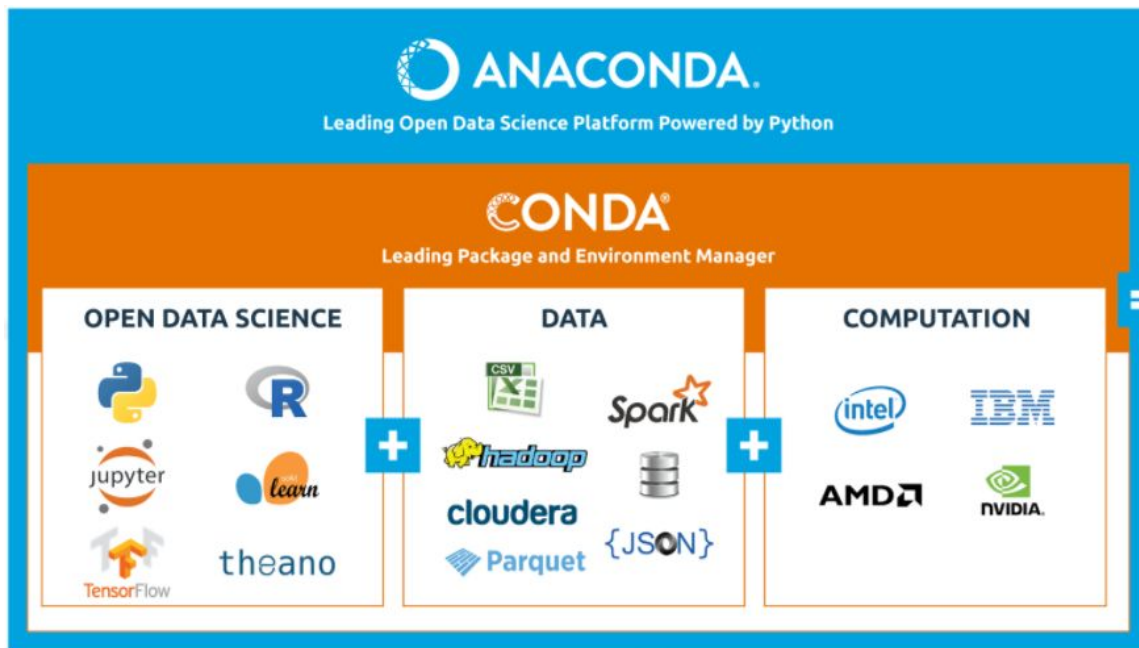 ANACONDA.
Leading Open Data Science Platform Powered by Python
CONDA®
Leading Package and Environment Manager
OPEN DATA SCIENCE
R
jupyter
scikit
learn
TensorFlow
theano
+
DATA
CSV
X
Spark
hadoop
cloudera
Parquet
{JSON}
+
COMPUTATION
intel
IBM
AMD
NVIDIA.